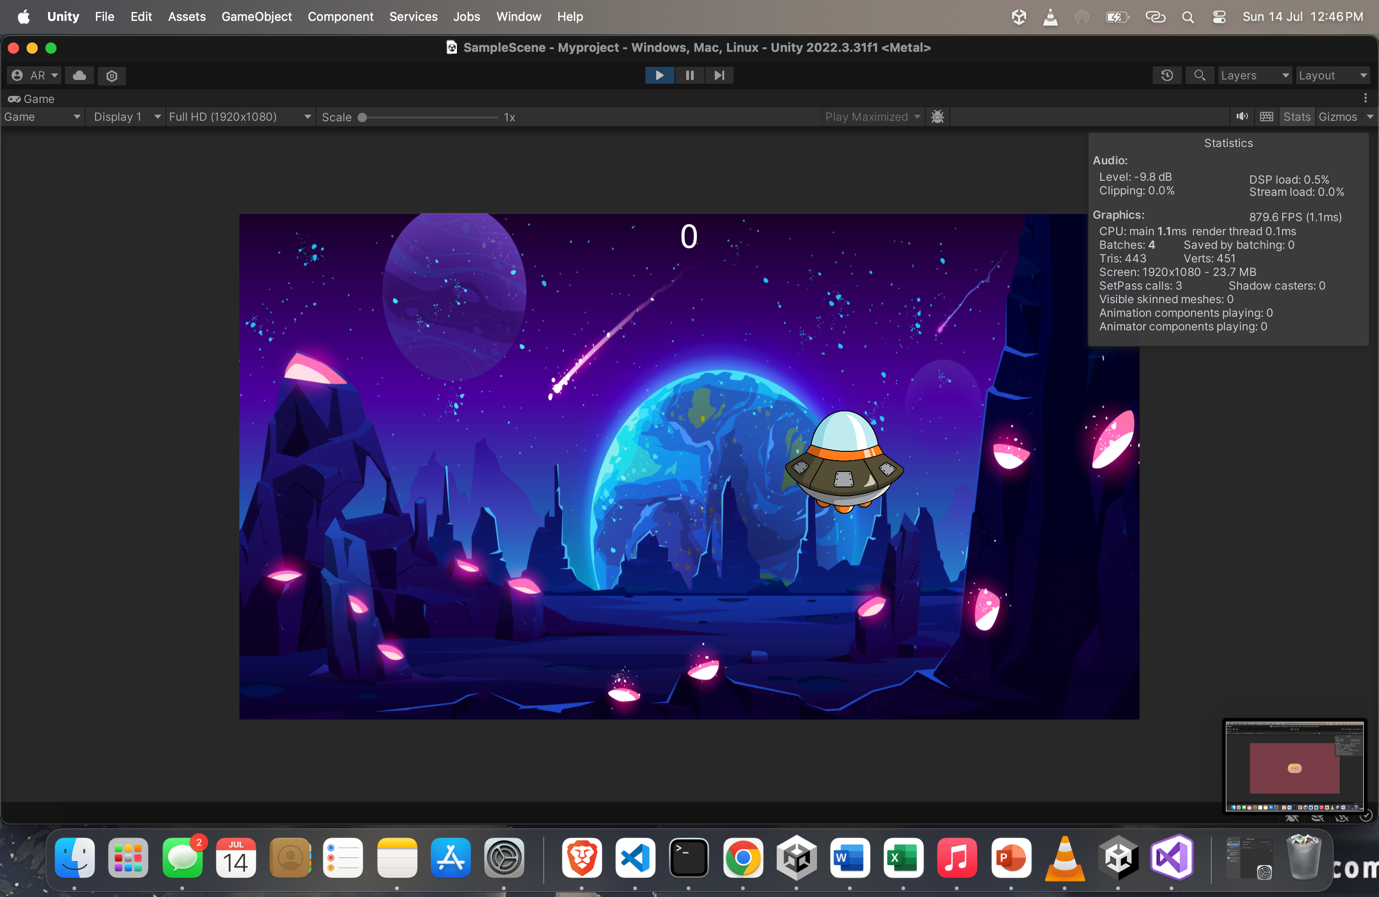 Unity File Edit Assets GameObject Component Services Jobs Window Help Sun 14 Jul 12:46 PM
SampleScene - Myproject - Windows, Mac, Linux - Unity 2022.3.31f1 <Metal>
AR Layers Layout
Game
Game Display 1 Full HD (1920x1080) Scale 1x Play Maximized Stats Gizmos
Statistics
Audio:
Level: -9.8 dB DSP load: 0.5%
Clipping: 0.0% Stream load: 0.0%
Graphics: 879.6 FPS (1.1ms)
CPU: main 1.1ms render thread 0.1ms
Batches: 4 Saved by batching: 0
Tris: 443 Verts: 451
Screen: 1920x1080 - 23.7 MB
SetPass calls: 3 Shadow casters: 0
Visible skinned meshes: 0
Animation components playing: 0
Animator components playing: 0
0
2
JUL
14
W
X
P
com